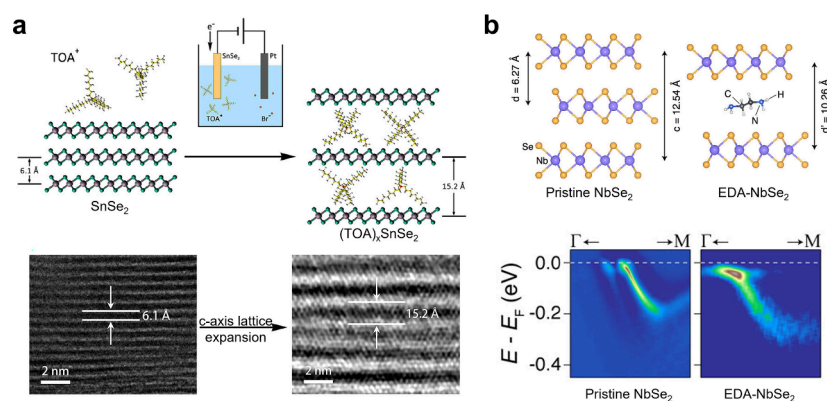 a
TOA⁺
e⁻
SnSe₂
Pt
TOA⁺
Br⁻
6.1 Å
SnSe₂
15.2 Å
(TOA)ₓSnSe₂
6.1 Å
2 nm
c-axis lattice
expansion
15.2 Å
2 nm
b
d = 6.27 Å
c = 12.54 Å
Se
Nb
Pristine NbSe₂
C
H
N
d' = 10.26 Å
EDA-NbSe₂
Γ ← → M
Γ ← → M
E - E_F (eV)
0.0
-0.2
-0.4
Pristine NbSe₂
EDA-NbSe₂